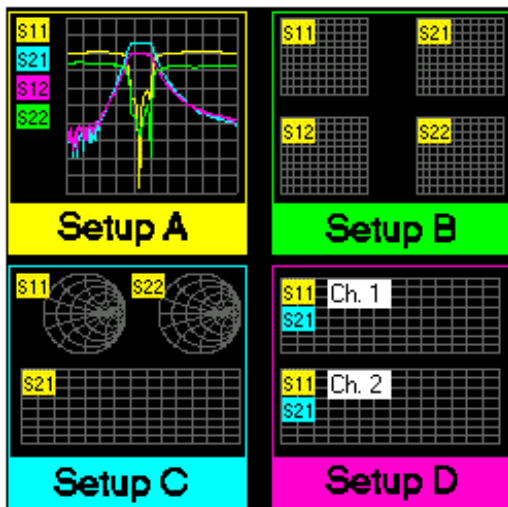 S11
S21
S12
S22
Setup A
S11 S21
S12 S22
Setup B
S11 S22
S21
Setup C
S11 Ch. 1
S21
S11 Ch. 2
S21
Setup D